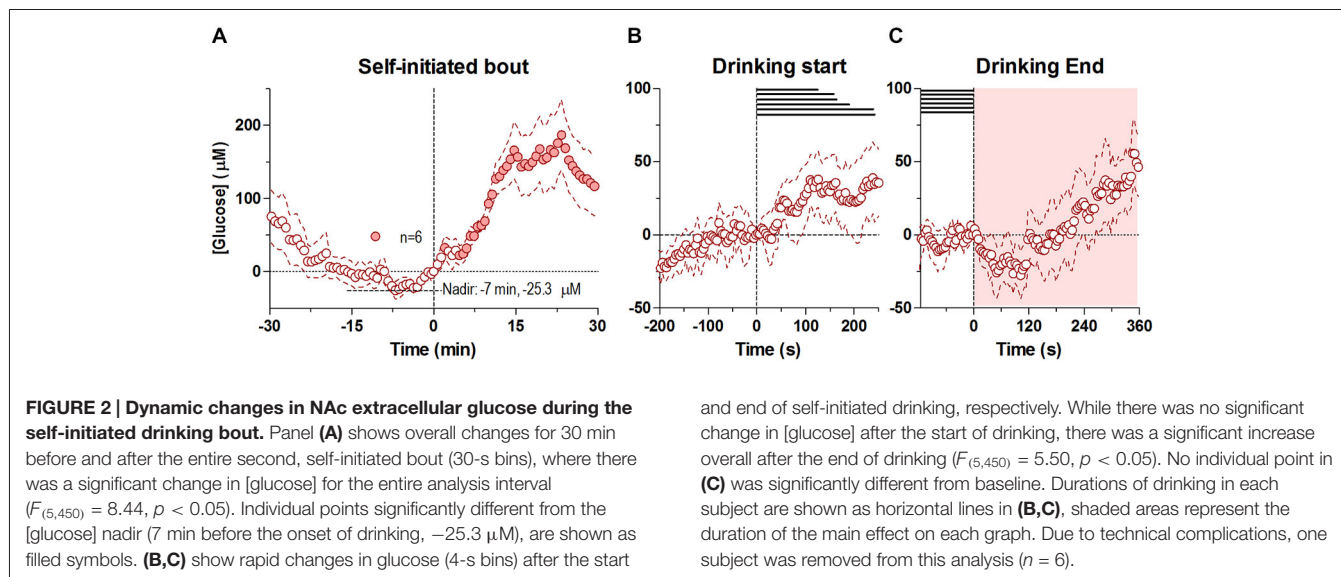 A
B
C
Self-initiated bout
Drinking start
Drinking End
[Glucose] (μM)
200
100
0
n=6
Nadir: -7 min, -25.3 μM
-30
-15
0
15
30
Time (min)
100
50
0
-50
-200
-100
0
100
200
Time (s)
100
50
0
-50
0
120
240
360
Time (s)
FIGURE 2 | Dynamic changes in NAc extracellular glucose during the
self-initiated drinking bout. Panel (A) shows overall changes for 30 min
before and after the entire second, self-initiated bout (30-s bins), where there
was a significant change in [glucose] for the entire analysis interval
(F(5,450) = 8.44, p < 0.05). Individual points significantly different from the
[glucose] nadir (7 min before the onset of drinking, −25.3 μM), are shown as
filled symbols. (B,C) show rapid changes in glucose (4-s bins) after the start
and end of self-initiated drinking, respectively. While there was no significant
change in [glucose] after the start of drinking, there was a significant increase
overall after the end of drinking (F(5,450) = 5.50, p < 0.05). No individual point in
(C) was significantly different from baseline. Durations of drinking in each
subject are shown as horizontal lines in (B,C), shaded areas represent the
duration of the main effect on each graph. Due to technical complications, one
subject was removed from this analysis (n = 6).